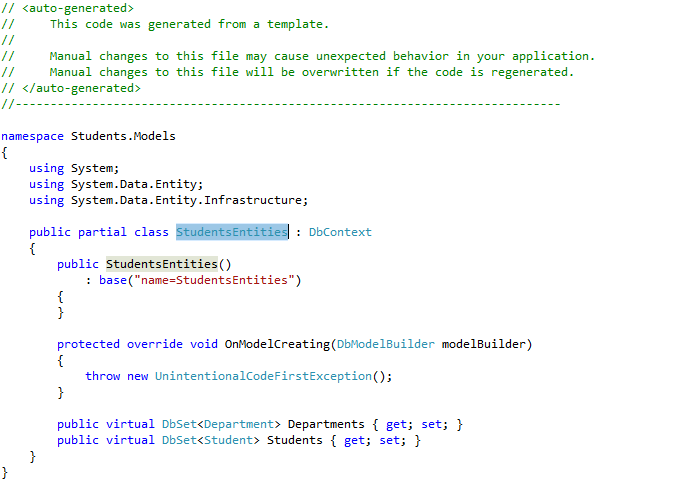 // <auto-generated>
//     This code was generated from a template.
//
//     Manual changes to this file may cause unexpected behavior in your application.
//     Manual changes to this file will be overwritten if the code is regenerated.
// </auto-generated>
//------------------------------------------------------------------------------

namespace Students.Models
{
    using System;
    using System.Data.Entity;
    using System.Data.Entity.Infrastructure;

    public partial class StudentsEntities : DbContext
    {
        public StudentsEntities()
            : base("name=StudentsEntities")
        {
        }

        protected override void OnModelCreating(DbModelBuilder modelBuilder)
        {
            throw new UnintentionalCodeFirstException();
        }

        public virtual DbSet<Department> Departments { get; set; }
        public virtual DbSet<Student> Students { get; set; }
    }
}